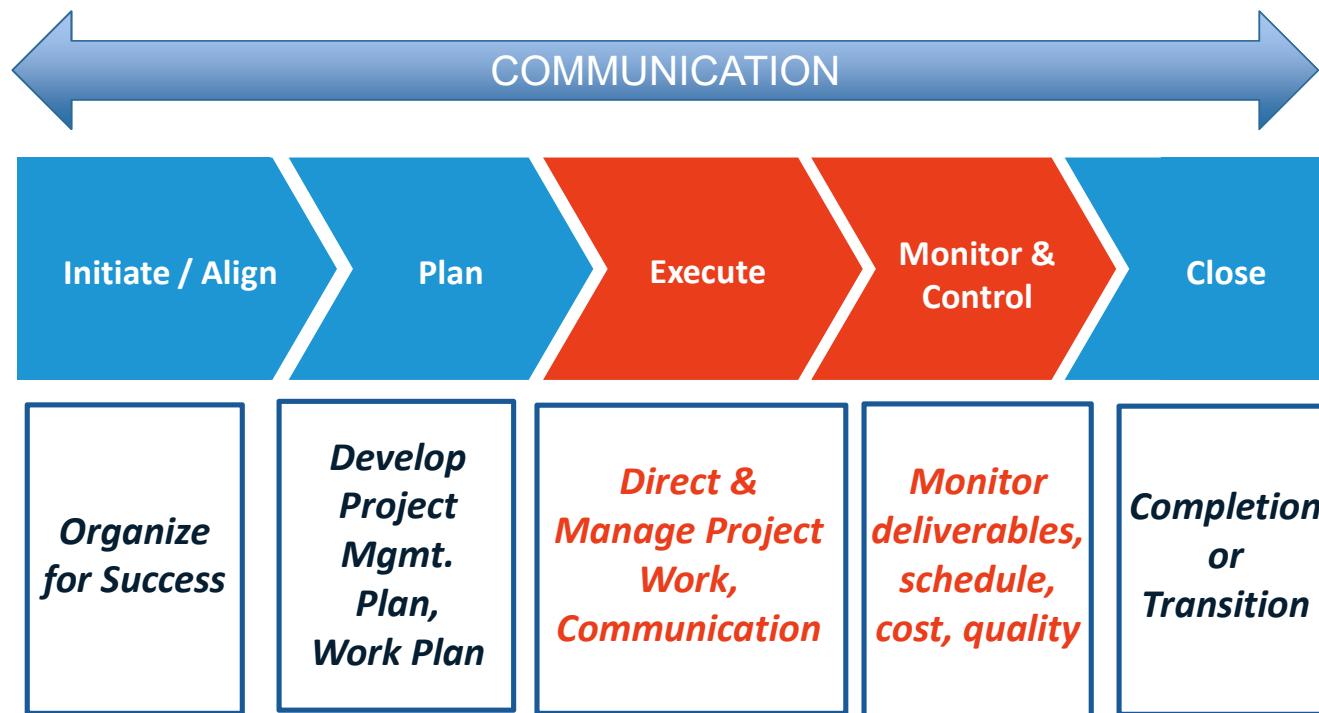 COMMUNICATION
Initiate / Align
Plan
Execute
Monitor &
Control
Close
Organize
for Success
Develop
Project
Mgmt.
Plan,
Work Plan
Direct &
Manage Project
Work,
Communication
Monitor
deliverables,
schedule,
cost, quality
Completion
or
Transition